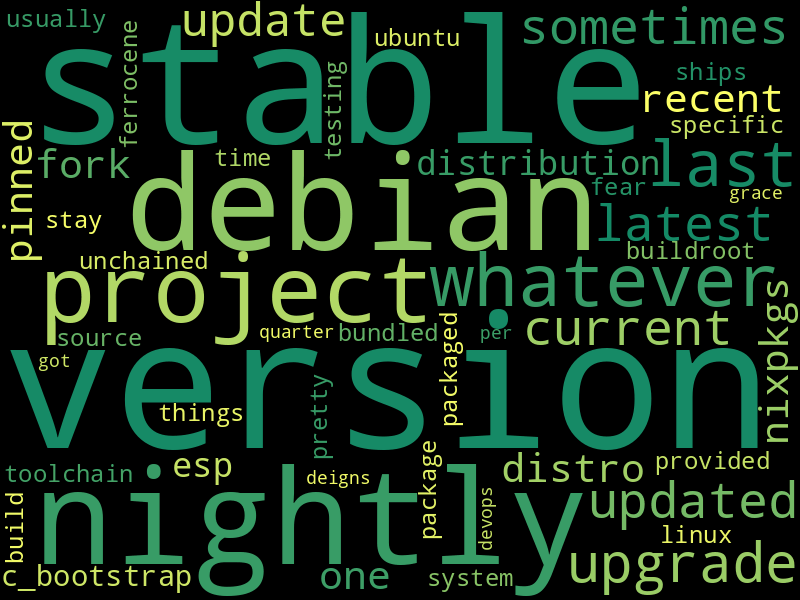 usually
update
ubuntu
sometimes
stable
ferrocene
testing
ships
recent
specific
pinned
fork
time
distribution
last
fear
grace
debian
stay
latest
unchained
buildroot
project
whatever
nixpkgs
source
quarter
bundled
per
current
got
packaged
version
pretty
things
toolchain
esp
deigns
package
distro
provided
build
nightly
devops
updated
linux
c_bootstrap
one
system
upgrade